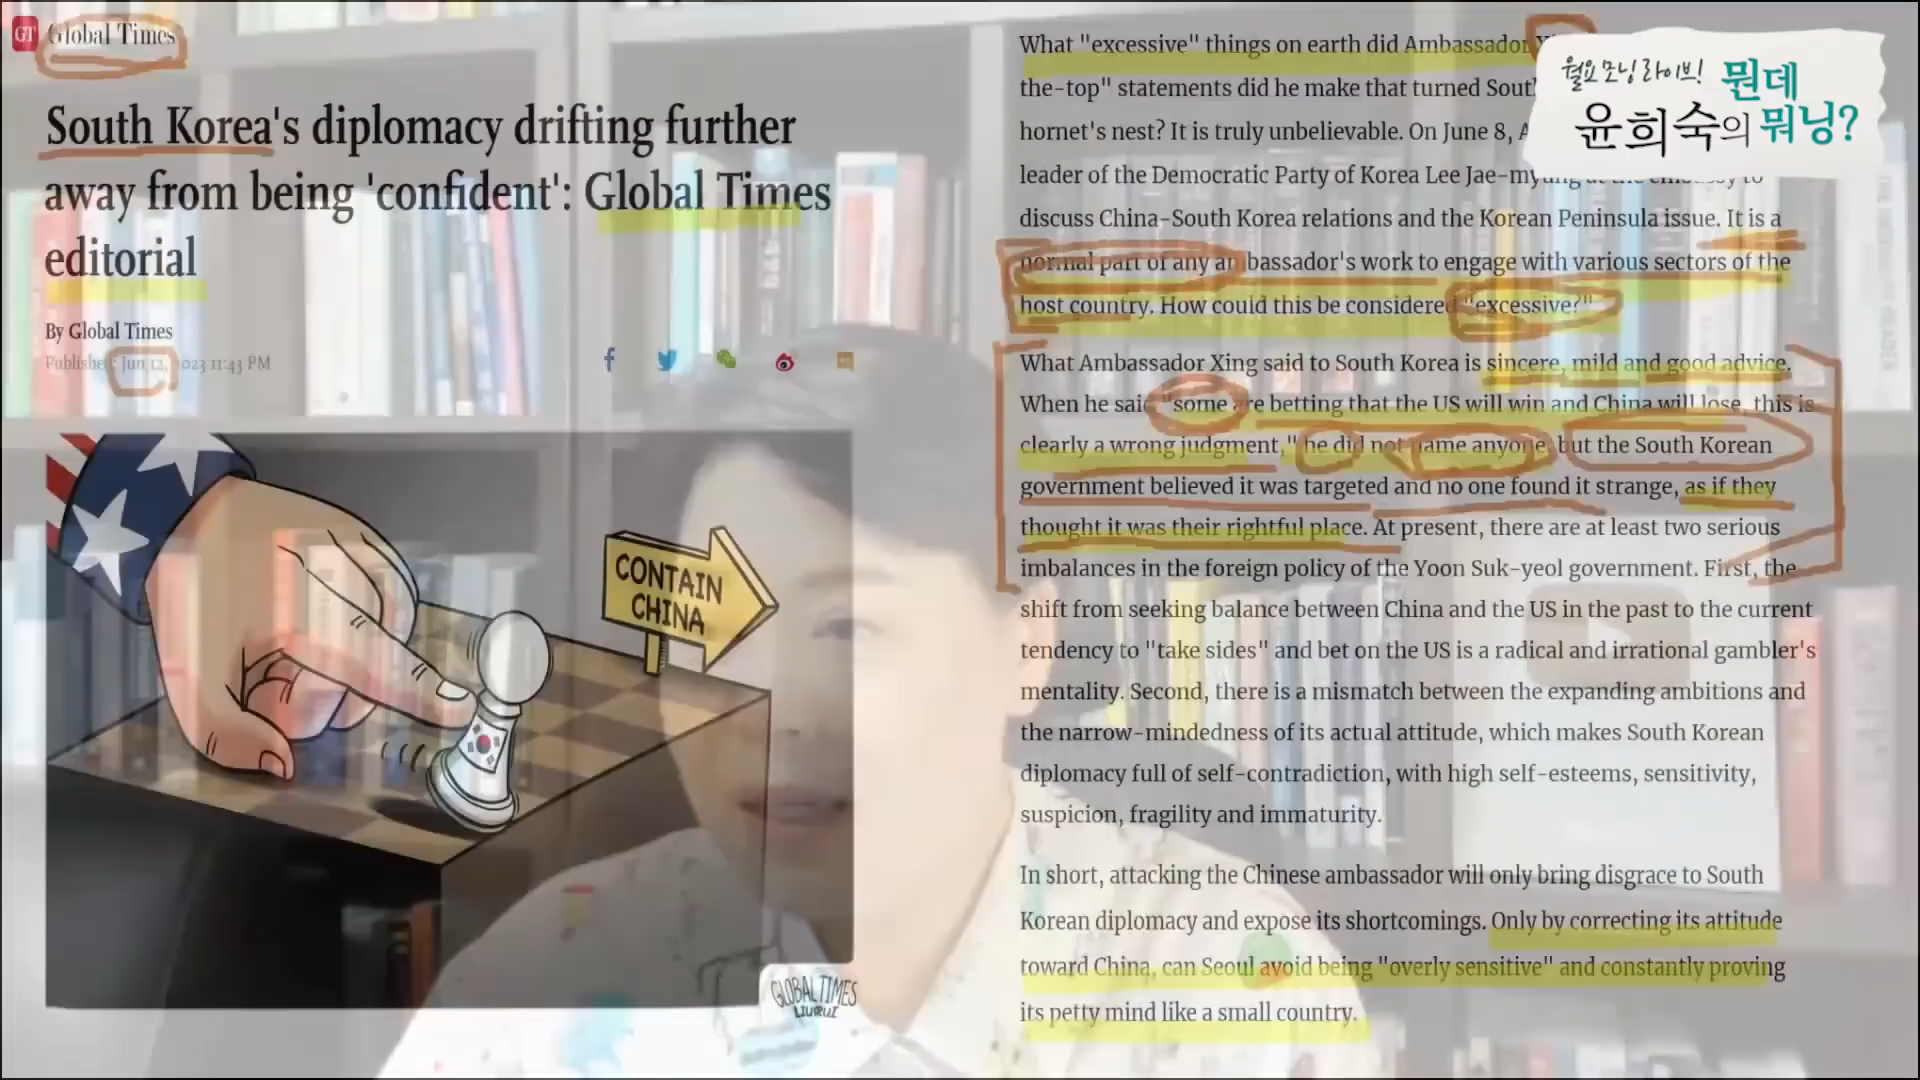 GT Global Times
South Korea's diplomacy drifting further
away from being 'confident': Global Times
editorial
By Global Times
Published: Jun 12, 2023 11:43 PM
CONTAIN
CHINA
GLOBAL TIMES
LIU RUI
What "excessive" things on earth did Ambassador
the-top" statements did he make that turned South
hornet's nest? It is truly unbelievable. On June 8,
leader of the Democratic Party of Korea Lee Jae-myung at the embassy to
discuss China-South Korea relations and the Korean Peninsula issue. It is a
normal part of any ambassador's work to engage with various sectors of the
host country. How could this be considered "excessive?"
What Ambassador Xing said to South Korea is sincere, mild and good advice.
When he said "some are betting that the US will win and China will lose, this is
clearly a wrong judgment," he did not name anyone, but the South Korean
government believed it was targeted and no one found it strange, as if they
thought it was their rightful place. At present, there are at least two serious
imbalances in the foreign policy of the Yoon Suk-yeol government. First, the
shift from seeking balance between China and the US in the past to the current
tendency to "take sides" and bet on the US is a radical and irrational gambler's
mentality. Second, there is a mismatch between the expanding ambitions and
the narrow-mindedness of its actual attitude, which makes South Korean
diplomacy full of self-contradiction, with high self-esteems, sensitivity,
suspicion, fragility and immaturity.
In short, attacking the Chinese ambassador will only bring disgrace to South
Korean diplomacy and expose its shortcomings. Only by correcting its attitude
toward China, can Seoul avoid being "overly sensitive" and constantly proving
its petty mind like a small country.
월요 모닝 라이브! 뭔데
윤희숙의 뭐닝?